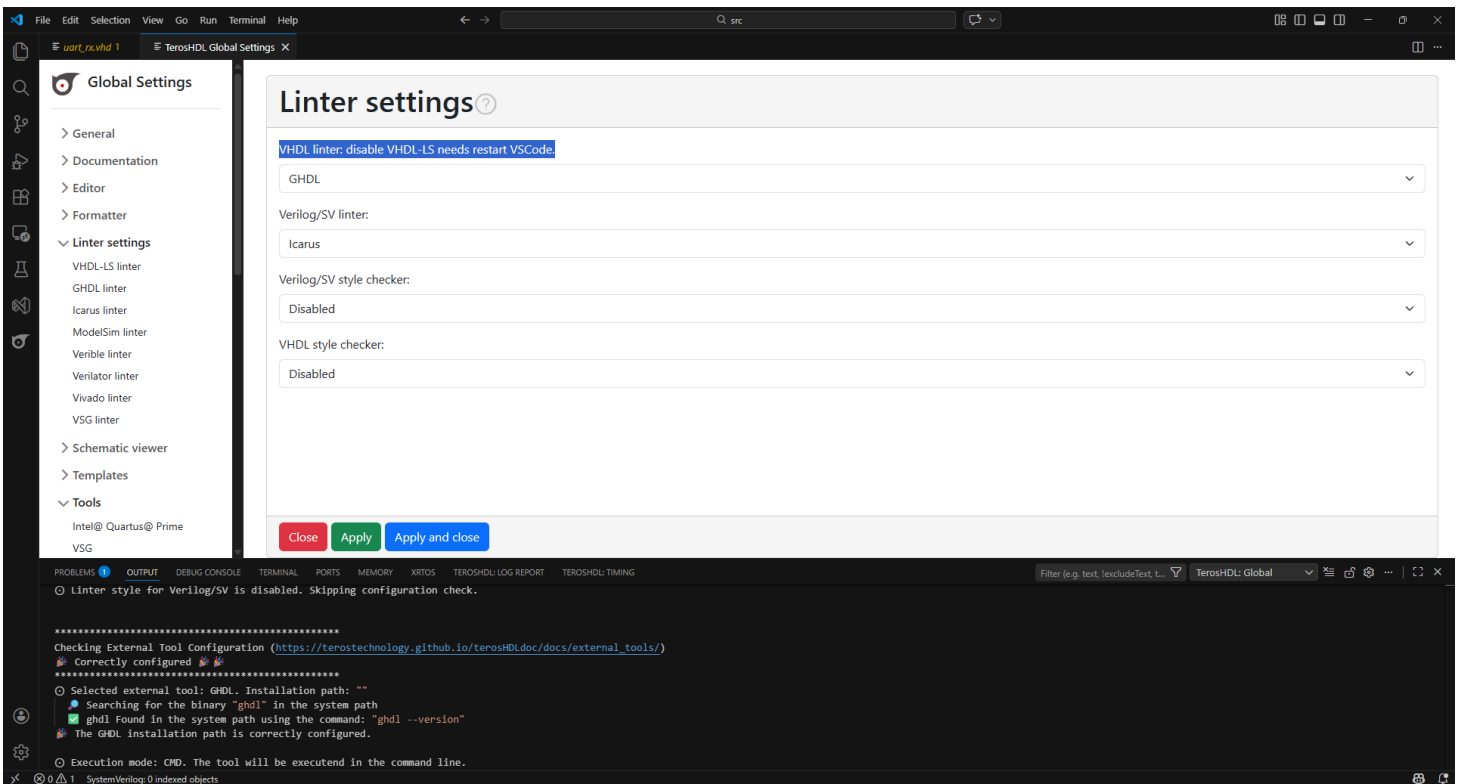 File Edit Selection View Go Run Terminal Help
src
uart_rx.vhd 1
TerosHDL Global Settings
Global Settings
General
Documentation
Editor
Formatter
Linter settings
VHDL-LS linter
GHDL linter
Icarus linter
ModelSim linter
Verible linter
Verilator linter
Vivado linter
VSG linter
Schematic viewer
Templates
Tools
Intel@ Quartus@ Prime
VSG
Linter settings
VHDL linter: disable VHDL-LS needs restart VSCode.
GHDL
Verilog/SV linter:
Icarus
Verilog/SV style checker:
Disabled
VHDL style checker:
Disabled
Close Apply Apply and close
PROBLEMS 1 OUTPUT DEBUG CONSOLE TERMINAL PORTS MEMORY XRTOS TEROSHDL: LOG REPORT TEROSHDL: TIMING
Filter (e.g. text, !excludeText, t... TerosHDL: Global
Linter style for Verilog/SV is disabled. Skipping configuration check.
*************************************************
Checking External Tool Configuration (https://terostechnology.github.io/terosHDLdoc/docs/external_tools/)
🎉 Correctly configured 🎉🎉
*************************************************
Selected external tool: GHDL. Installation path: ""
🔎 Searching for the binary "ghdl" in the system path
✅ ghdl Found in the system path using the command: "ghdl --version"
🎉 The GHDL installation path is correctly configured.
Execution mode: CMD. The tool will be executend in the command line.
0 1 SystemVerilog: 0 indexed objects